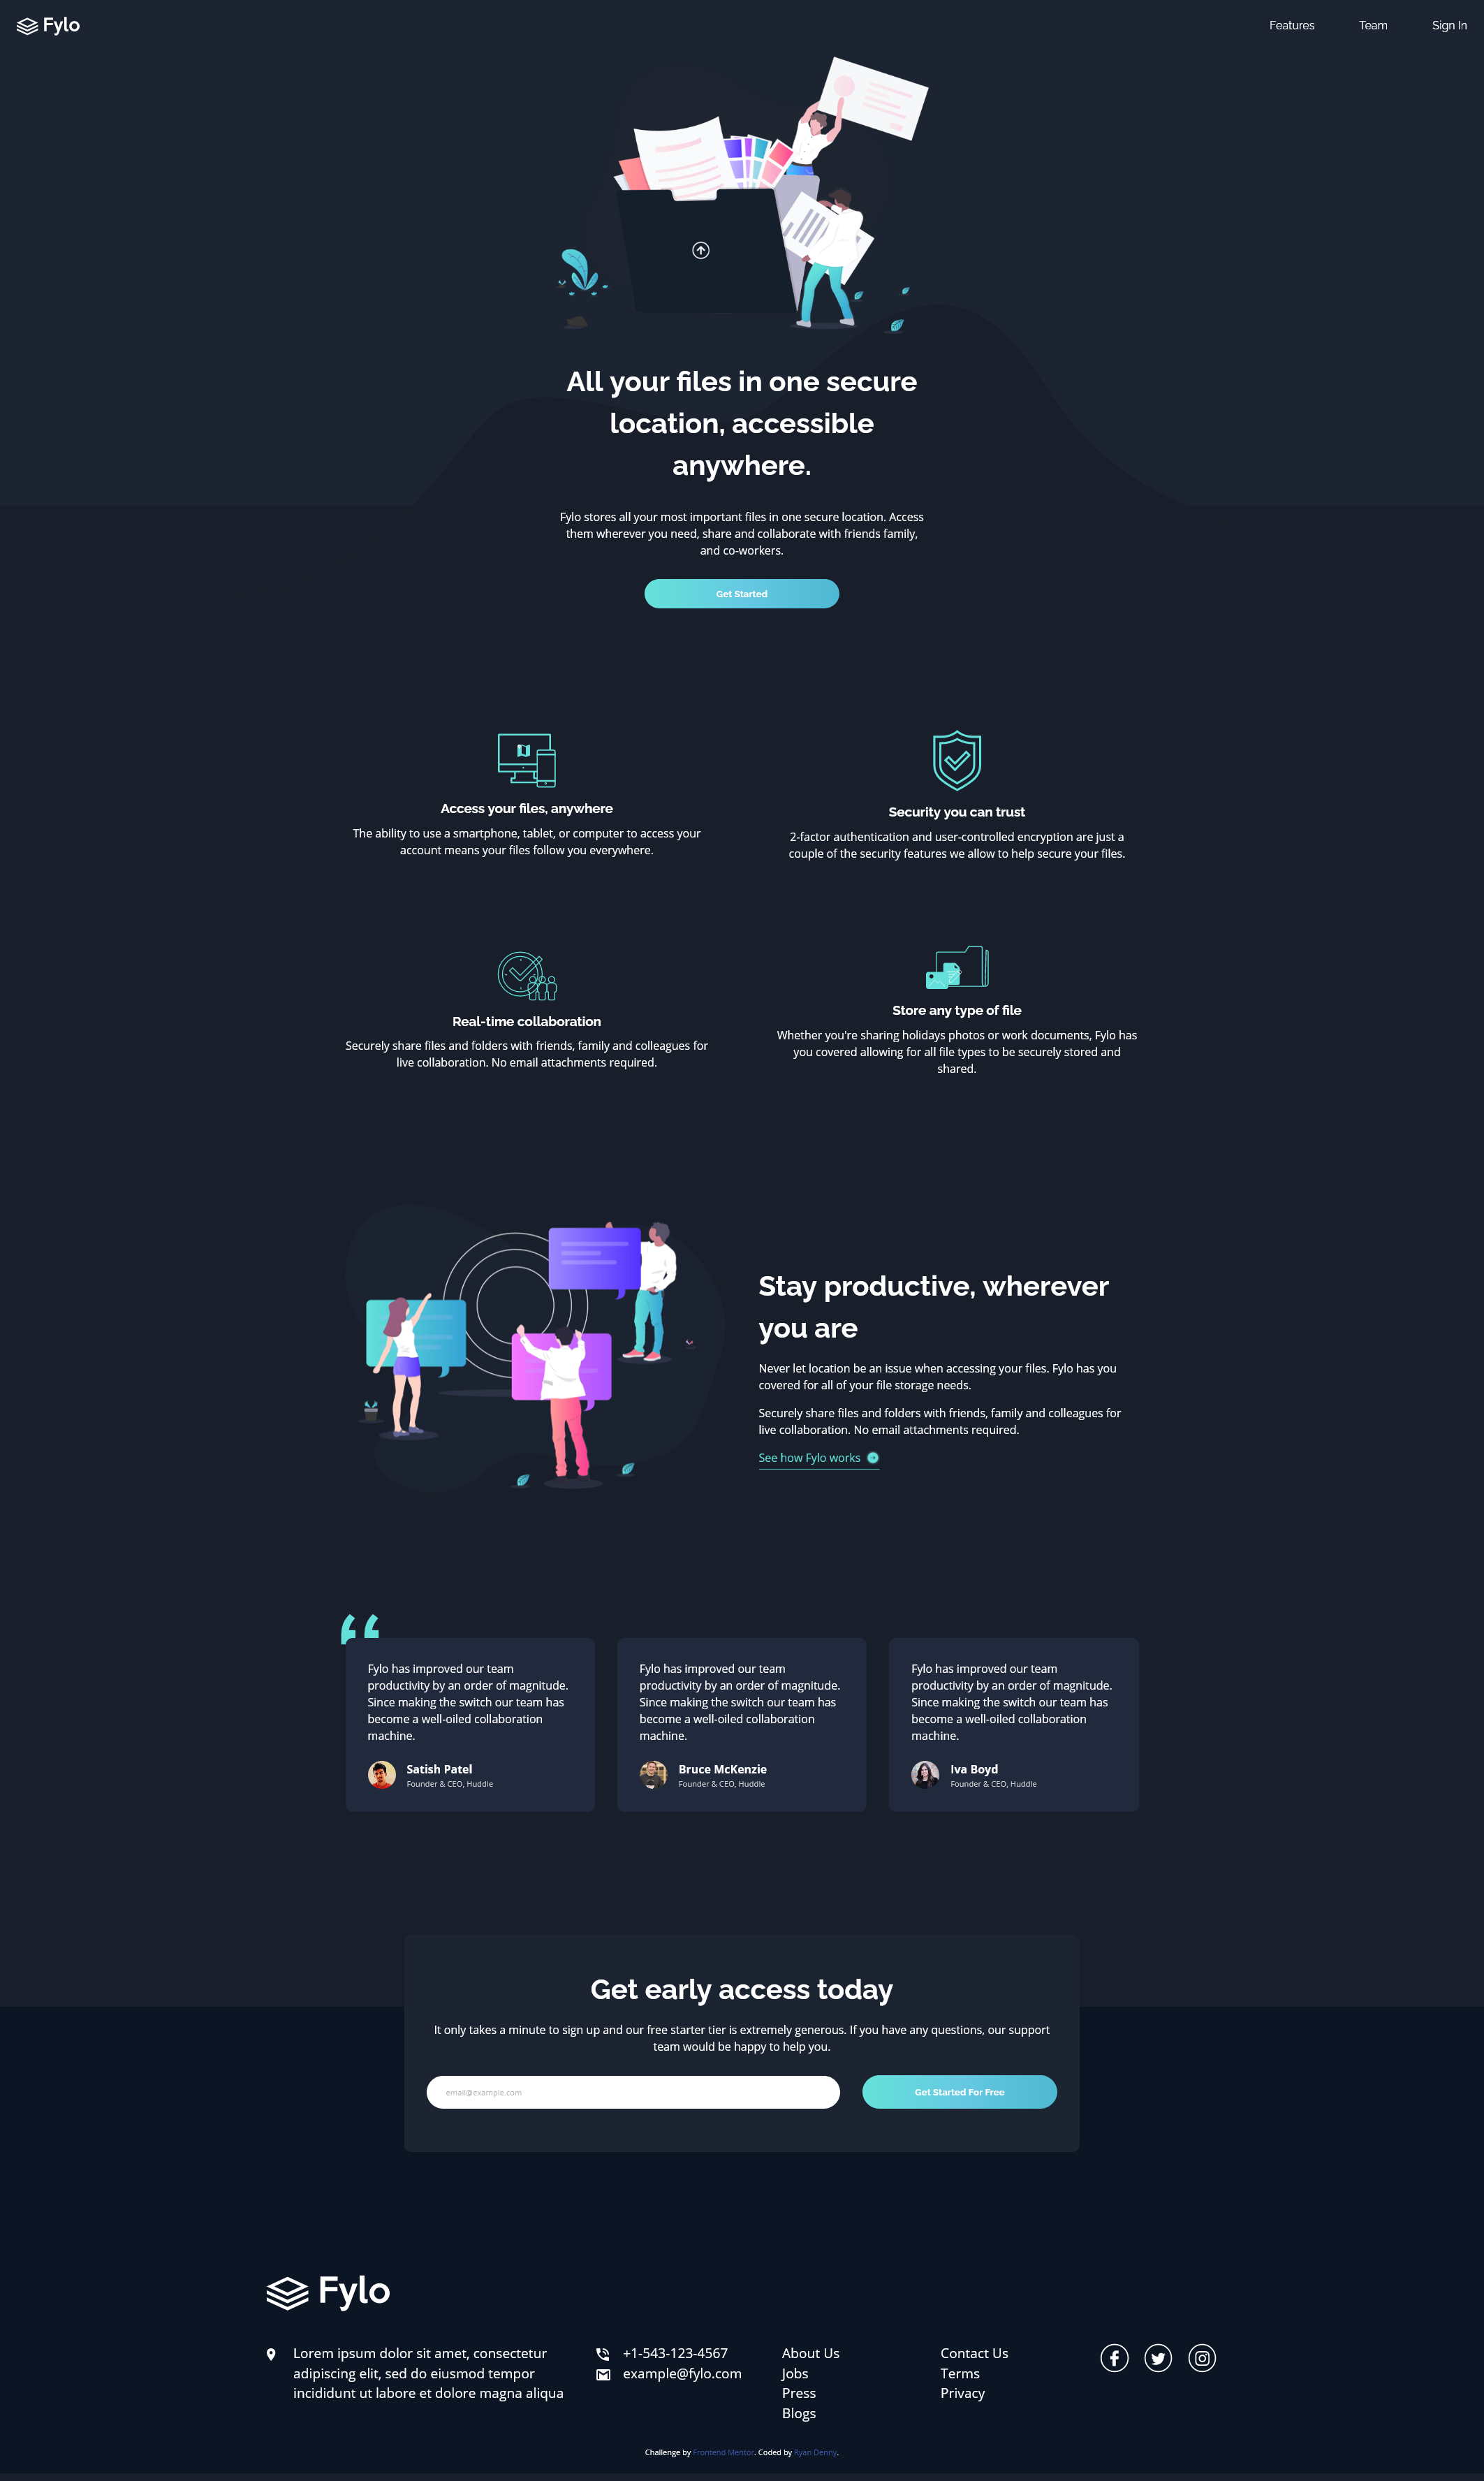 Fylo
Features
Team
Sign In
All your files in one secure
location, accessible
anywhere.
Fylo stores all your most important files in one secure location. Access
them wherever you need, share and collaborate with friends family,
and co-workers.
Get Started
Access your files, anywhere
The ability to use a smartphone, tablet, or computer to access your
account means your files follow you everywhere.
Security you can trust
2-factor authentication and user-controlled encryption are just a
couple of the security features we allow to help secure your files.
Real-time collaboration
Securely share files and folders with friends, family and colleagues for
live collaboration. No email attachments required.
Store any type of file
Whether you're sharing holidays photos or work documents, Fylo has
you covered allowing for all file types to be securely stored and
shared.
Stay productive, wherever
you are
Never let location be an issue when accessing your files. Fylo has you
covered for all of your file storage needs.
Securely share files and folders with friends, family and colleagues for
live collaboration. No email attachments required.
See how Fylo works
Fylo has improved our team
productivity by an order of magnitude.
Since making the switch our team has
become a well-oiled collaboration
machine.
Satish Patel
Founder & CEO, Huddle
Fylo has improved our team
productivity by an order of magnitude.
Since making the switch our team has
become a well-oiled collaboration
machine.
Bruce McKenzie
Founder & CEO, Huddle
Fylo has improved our team
productivity by an order of magnitude.
Since making the switch our team has
become a well-oiled collaboration
machine.
Iva Boyd
Founder & CEO, Huddle
Get early access today
It only takes a minute to sign up and our free starter tier is extremely generous. If you have any questions, our support
team would be happy to help you.
email@example.com
Get Started For Free
Fylo
Lorem ipsum dolor sit amet, consectetur
adipiscing elit, sed do eiusmod tempor
incididunt ut labore et dolore magna aliqua
+1-543-123-4567
example@fylo.com
About Us
Jobs
Press
Blogs
Contact Us
Terms
Privacy
Challenge by Frontend Mentor. Coded by Ryan Denny.